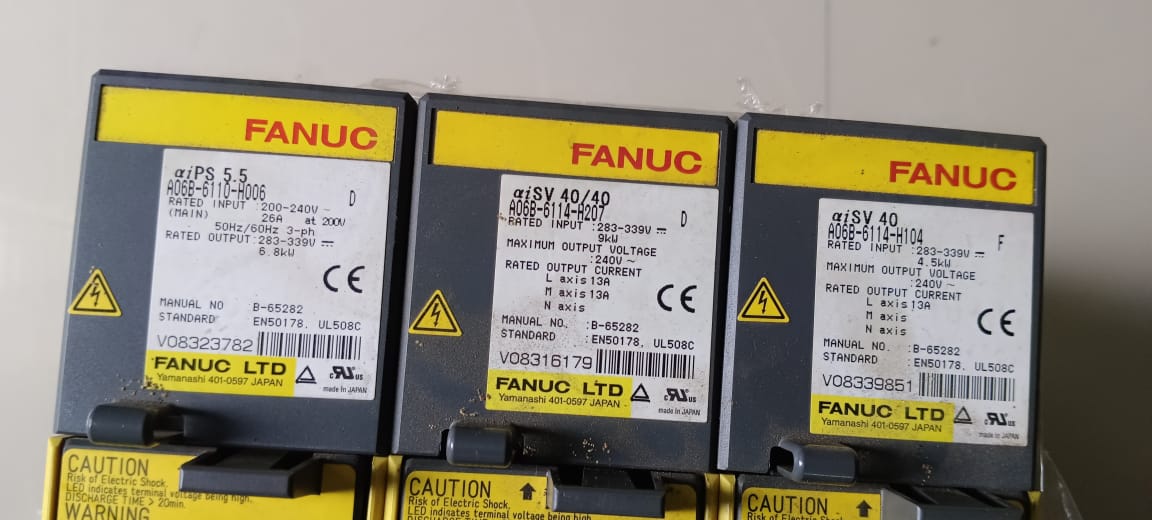 FANUC
αiPS 5.5
A06B-6110-H006 D
RATED INPUT :200-240V~
(MAIN) 26A at 200V
50Hz/60Hz 3-ph
RATED OUTPUT:283-339V⎓
6.8kW
CE
MANUAL NO : B-65282
STANDARD : EN50178, UL508C
V08323782
FANUC LTD
Yamanashi 401-0597 JAPAN
cRUus
made in JAPAN
CAUTION
Risk of Electric Shock.
LED indicates terminal voltage being high.
DISCHARGE TIME > 20min.
WARNING
FANUC
αiSV 40/40
A06B-6114-H207 D
RATED INPUT :283-339V⎓
9kW
MAXIMUM OUTPUT VOLTAGE
:240V~
RATED OUTPUT CURRENT
L axis 13A
M axis 13A
N axis
CE
MANUAL NO. :B-65282
STANDARD :EN50178, UL508C
V08316179
FANUC LTD
Yamanashi 401-0597 JAPAN
cRUus
made in JAPAN
CAUTION
Risk of Electric Shock.
LED indicates terminal voltage being high.
FANUC
αiSV 40
A06B-6114-H104 F
RATED INPUT :283-339V⎓
4.5kW
MAXIMUM OUTPUT VOLTAGE
:240V~
RATED OUTPUT CURRENT
L axis 13A
M axis
N axis
CE
MANUAL NO. :B-65282
STANDARD :EN50178, UL508C
V08339851
FANUC LTD
Yamanashi 401-0597 JAPAN
cRUus
made in JAPAN
CAUTION